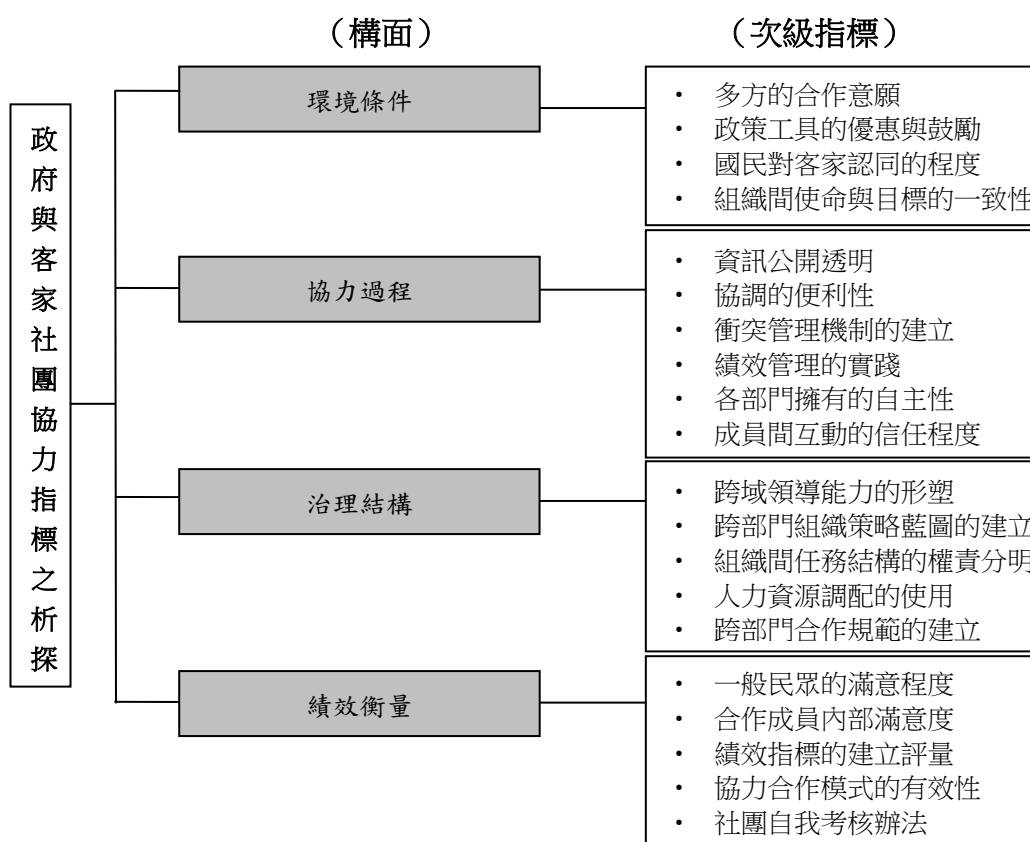 （構面）
（次級指標）
政府與客家社團協力指標之析探
環境條件
• 多方的合作意願
• 政策工具的優惠與鼓勵
• 國民對客家認同的程度
• 組織間使命與目標的一致性
協力過程
• 資訊公開透明
• 協調的便利性
• 衝突管理機制的建立
• 績效管理的實踐
• 各部門擁有的自主性
• 成員間互動的信任程度
治理結構
• 跨域領導能力的形塑
• 跨部門組織策略藍圖的建立
• 組織間任務結構的權責分明
• 人力資源調配的使用
• 跨部門合作規範的建立
績效衡量
• 一般民眾的滿意程度
• 合作成員內部滿意度
• 績效指標的建立評量
• 協力合作模式的有效性
• 社團自我考核辦法